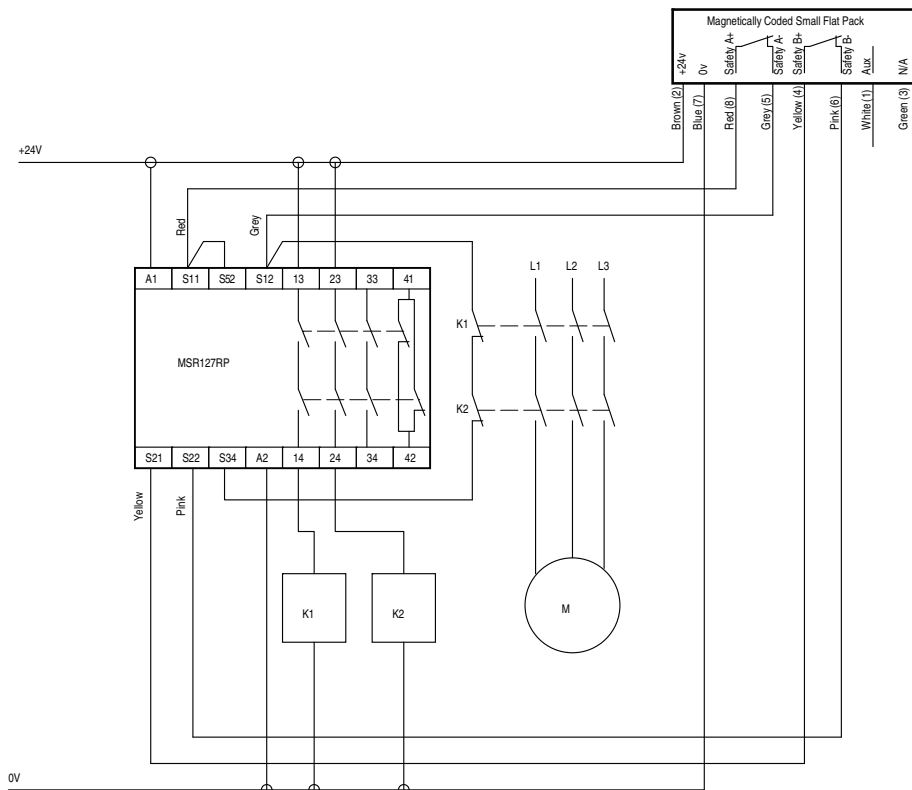 Magnetically Coded Small Flat Pack
+24v
0v
Safety A+
Safety A-
Safety B+
Safety B-
Aux
N/A
Brown (2)
Blue (7)
Red (8)
Grey (5)
Yellow (4)
Pink (6)
White (1)
Green (3)
+24V
Red
Grey
A1 S11 S52 S12 13 23 33 41
L1 L2 L3
K1
MSR127RP
K2
S21 S22 S34 A2 14 24 34 42
Yellow
Pink
K1 K2 M
0V